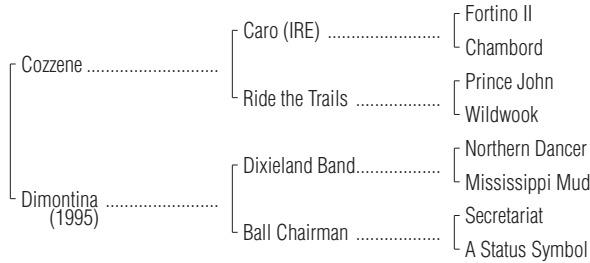 Fortino II
Caro (IRE) ......................
Chambord
Cozzene ..........................
Prince John
Ride the Trails .................
Wildwook
Northern Dancer
Dixieland Band.................
Mississippi Mud
Dimontina ......................
(1995)
Secretariat
Ball Chairman .................
A Status Symbol